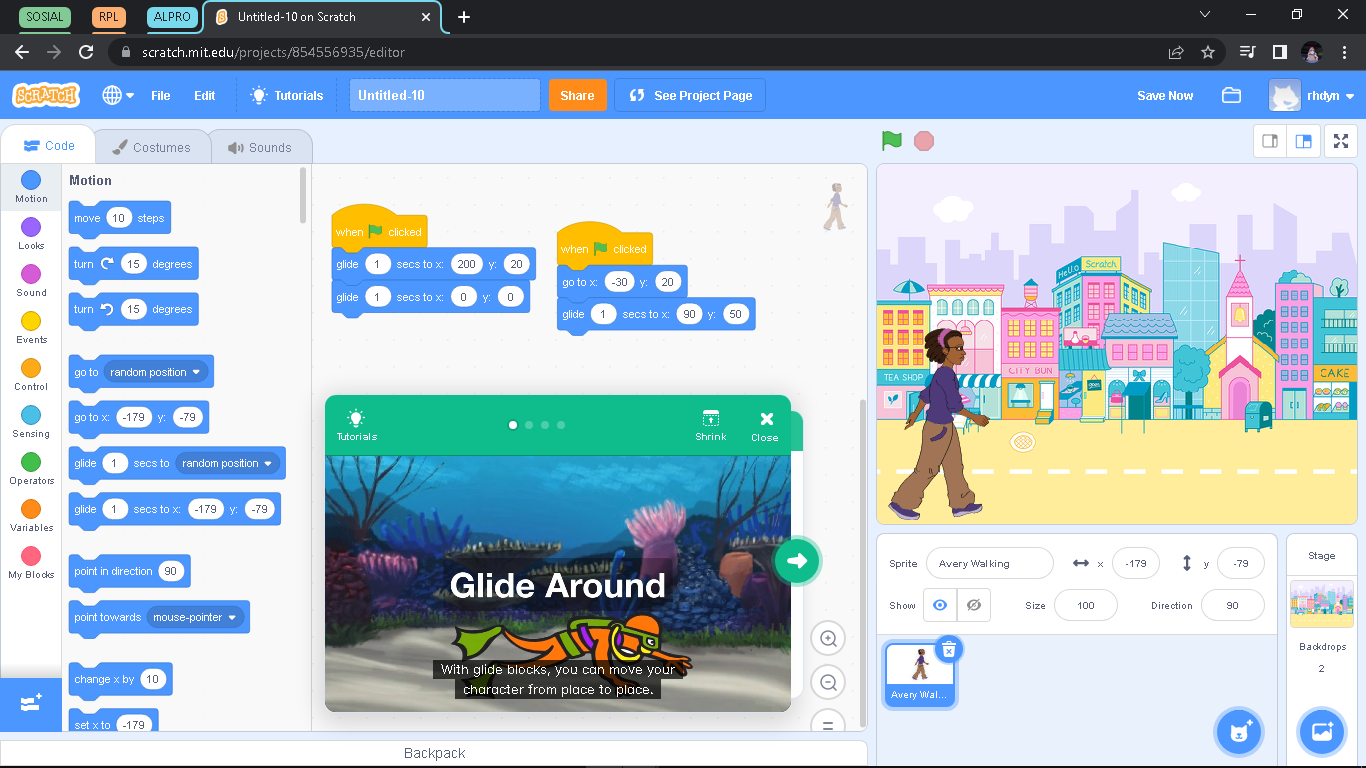 SOSIAL RPL ALPRO Untitled-10 on Scratch
scratch.mit.edu/projects/854556935/editor
SCRATCH File Edit Tutorials Untitled-10 Share See Project Page Save Now rhdyn
Code Costumes Sounds
Motion
Looks
Sound
Events
Control
Sensing
Operators
Variables
My Blocks
Motion
move 10 steps
turn 15 degrees
turn 15 degrees
go to random position
go to x: -179 y: -79
glide 1 secs to random position
glide 1 secs to x: -179 y: -79
point in direction 90
point towards mouse-pointer
change x by 10
set x to -179
when clicked
glide 1 secs to x: 200 y: 20
glide 1 secs to x: 0 y: 0
when clicked
go to x: -30 y: 20
glide 1 secs to x: 90 y: 50
Tutorials Shrink Close
Glide Around
With glide blocks, you can move your
character from place to place.
Backpack
Hello Scratch
TEA SHOP
CITY BUN
open
CAKE
Sprite Avery Walking x -179 y -79
Show Size 100 Direction 90
Avery Wal...
Stage
Backdrops
2